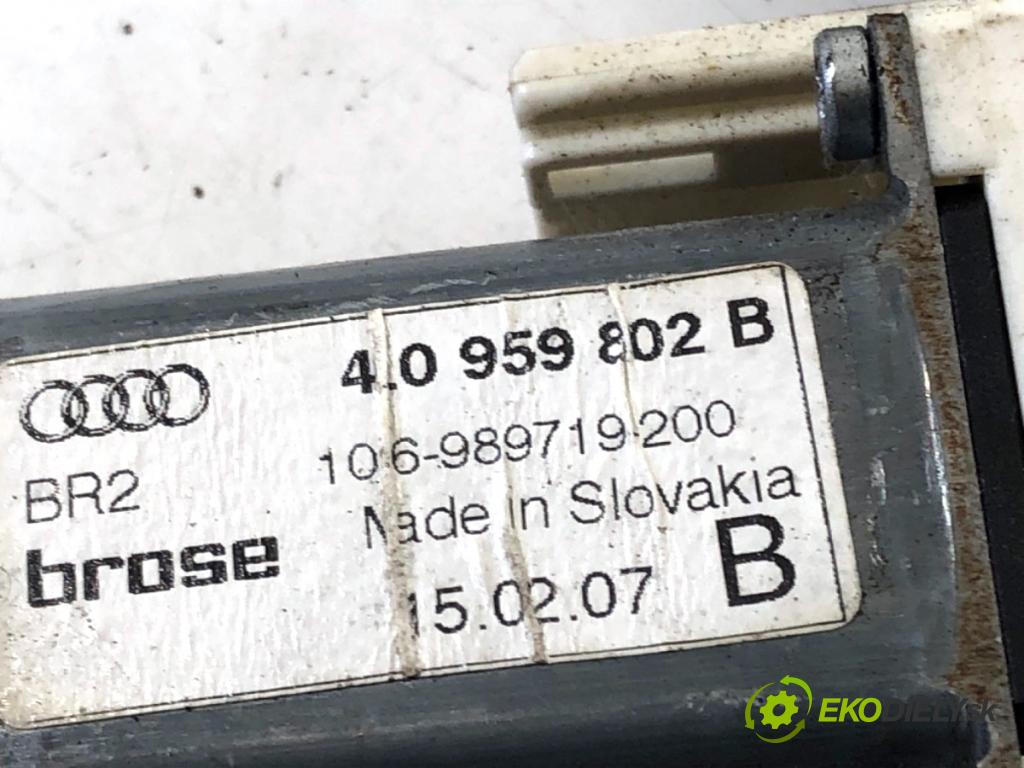 4.0 959 802 B
106-989719-200
BR2
Made in Slovakia
brose
15.02.07 B
EKODIELY.sk